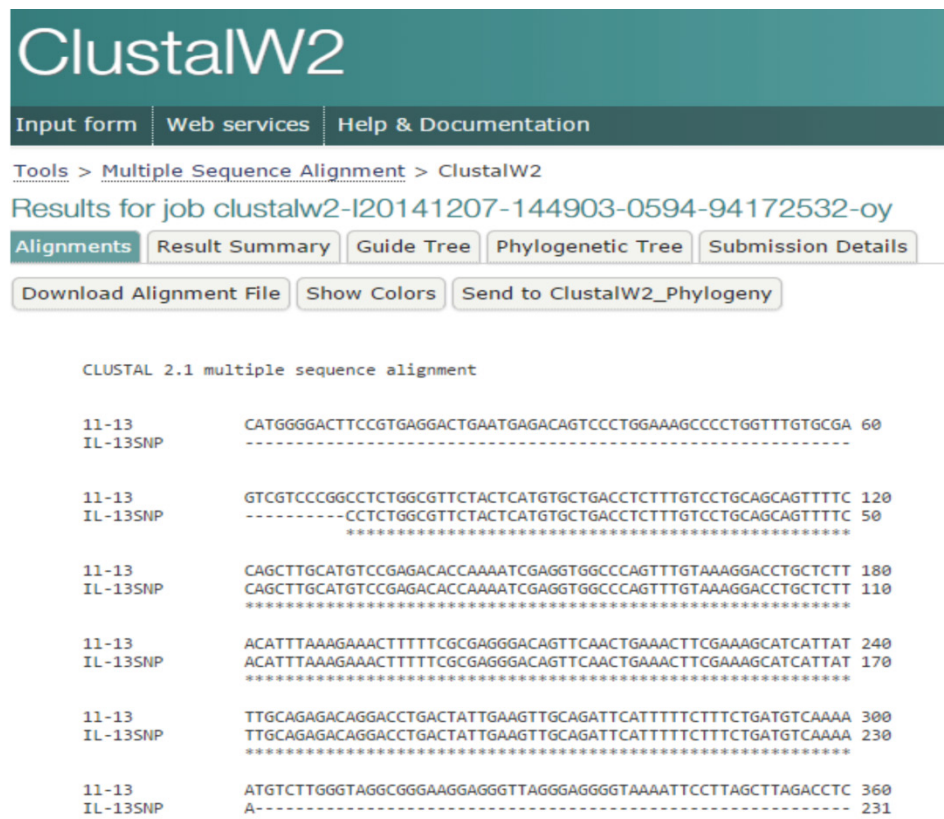 ClustalW2
Input form Web services Help & Documentation
Tools > Multiple Sequence Alignment > ClustalW2
Results for job clustalw2-I20141207-144903-0594-94172532-oy
Alignments Result Summary Guide Tree Phylogenetic Tree Submission Details
Download Alignment File Show Colors Send to ClustalW2_Phylogeny
CLUSTAL 2.1 multiple sequence alignment
11-13 CATGGGGACTTCCGTGAGGACTGAATGAGACAGTCCCTGGAAAGCCCCTGGTTTGTGCGA 60
IL-13SNP ------------------------------------------------------------
11-13 GTCGTCCCGGCCTCTGGCGTTCTACTCATGTGCTGACCTCTTTGTCCTGCAGCAGTTTTC 120
IL-13SNP ----------CCTCTGGCGTTCTACTCATGTGCTGACCTCTTTGTCCTGCAGCAGTTTTC 50
**************************************************
11-13 CAGCTTGCATGTCCGAGACACCAAAATCGAGGTGGCCCAGTTTGTAAAGGACCTGCTCTT 180
IL-13SNP CAGCTTGCATGTCCGAGACACCAAAATCGAGGTGGCCCAGTTTGTAAAGGACCTGCTCTT 110
************************************************************
11-13 ACATTTAAAGAAACTTTTTCGCGAGGGACAGTTCAACTGAAACTTCGAAAGCATCATTAT 240
IL-13SNP ACATTTAAAGAAACTTTTTCGCGAGGGACAGTTCAACTGAAACTTCGAAAGCATCATTAT 170
************************************************************
11-13 TTGCAGAGACAGGACCTGACTATTGAAGTTGCAGATTCATTTTTCTTTCTGATGTCAAAA 300
IL-13SNP TTGCAGAGACAGGACCTGACTATTGAAGTTGCAGATTCATTTTTCTTTCTGATGTCAAAA 230
************************************************************
11-13 ATGTCTTGGGTAGGCGGGAAGGAGGGTTAGGGAGGGGTAAAATTCCTTAGCTTAGACCTC 360
IL-13SNP A----------------------------------------------------------- 231